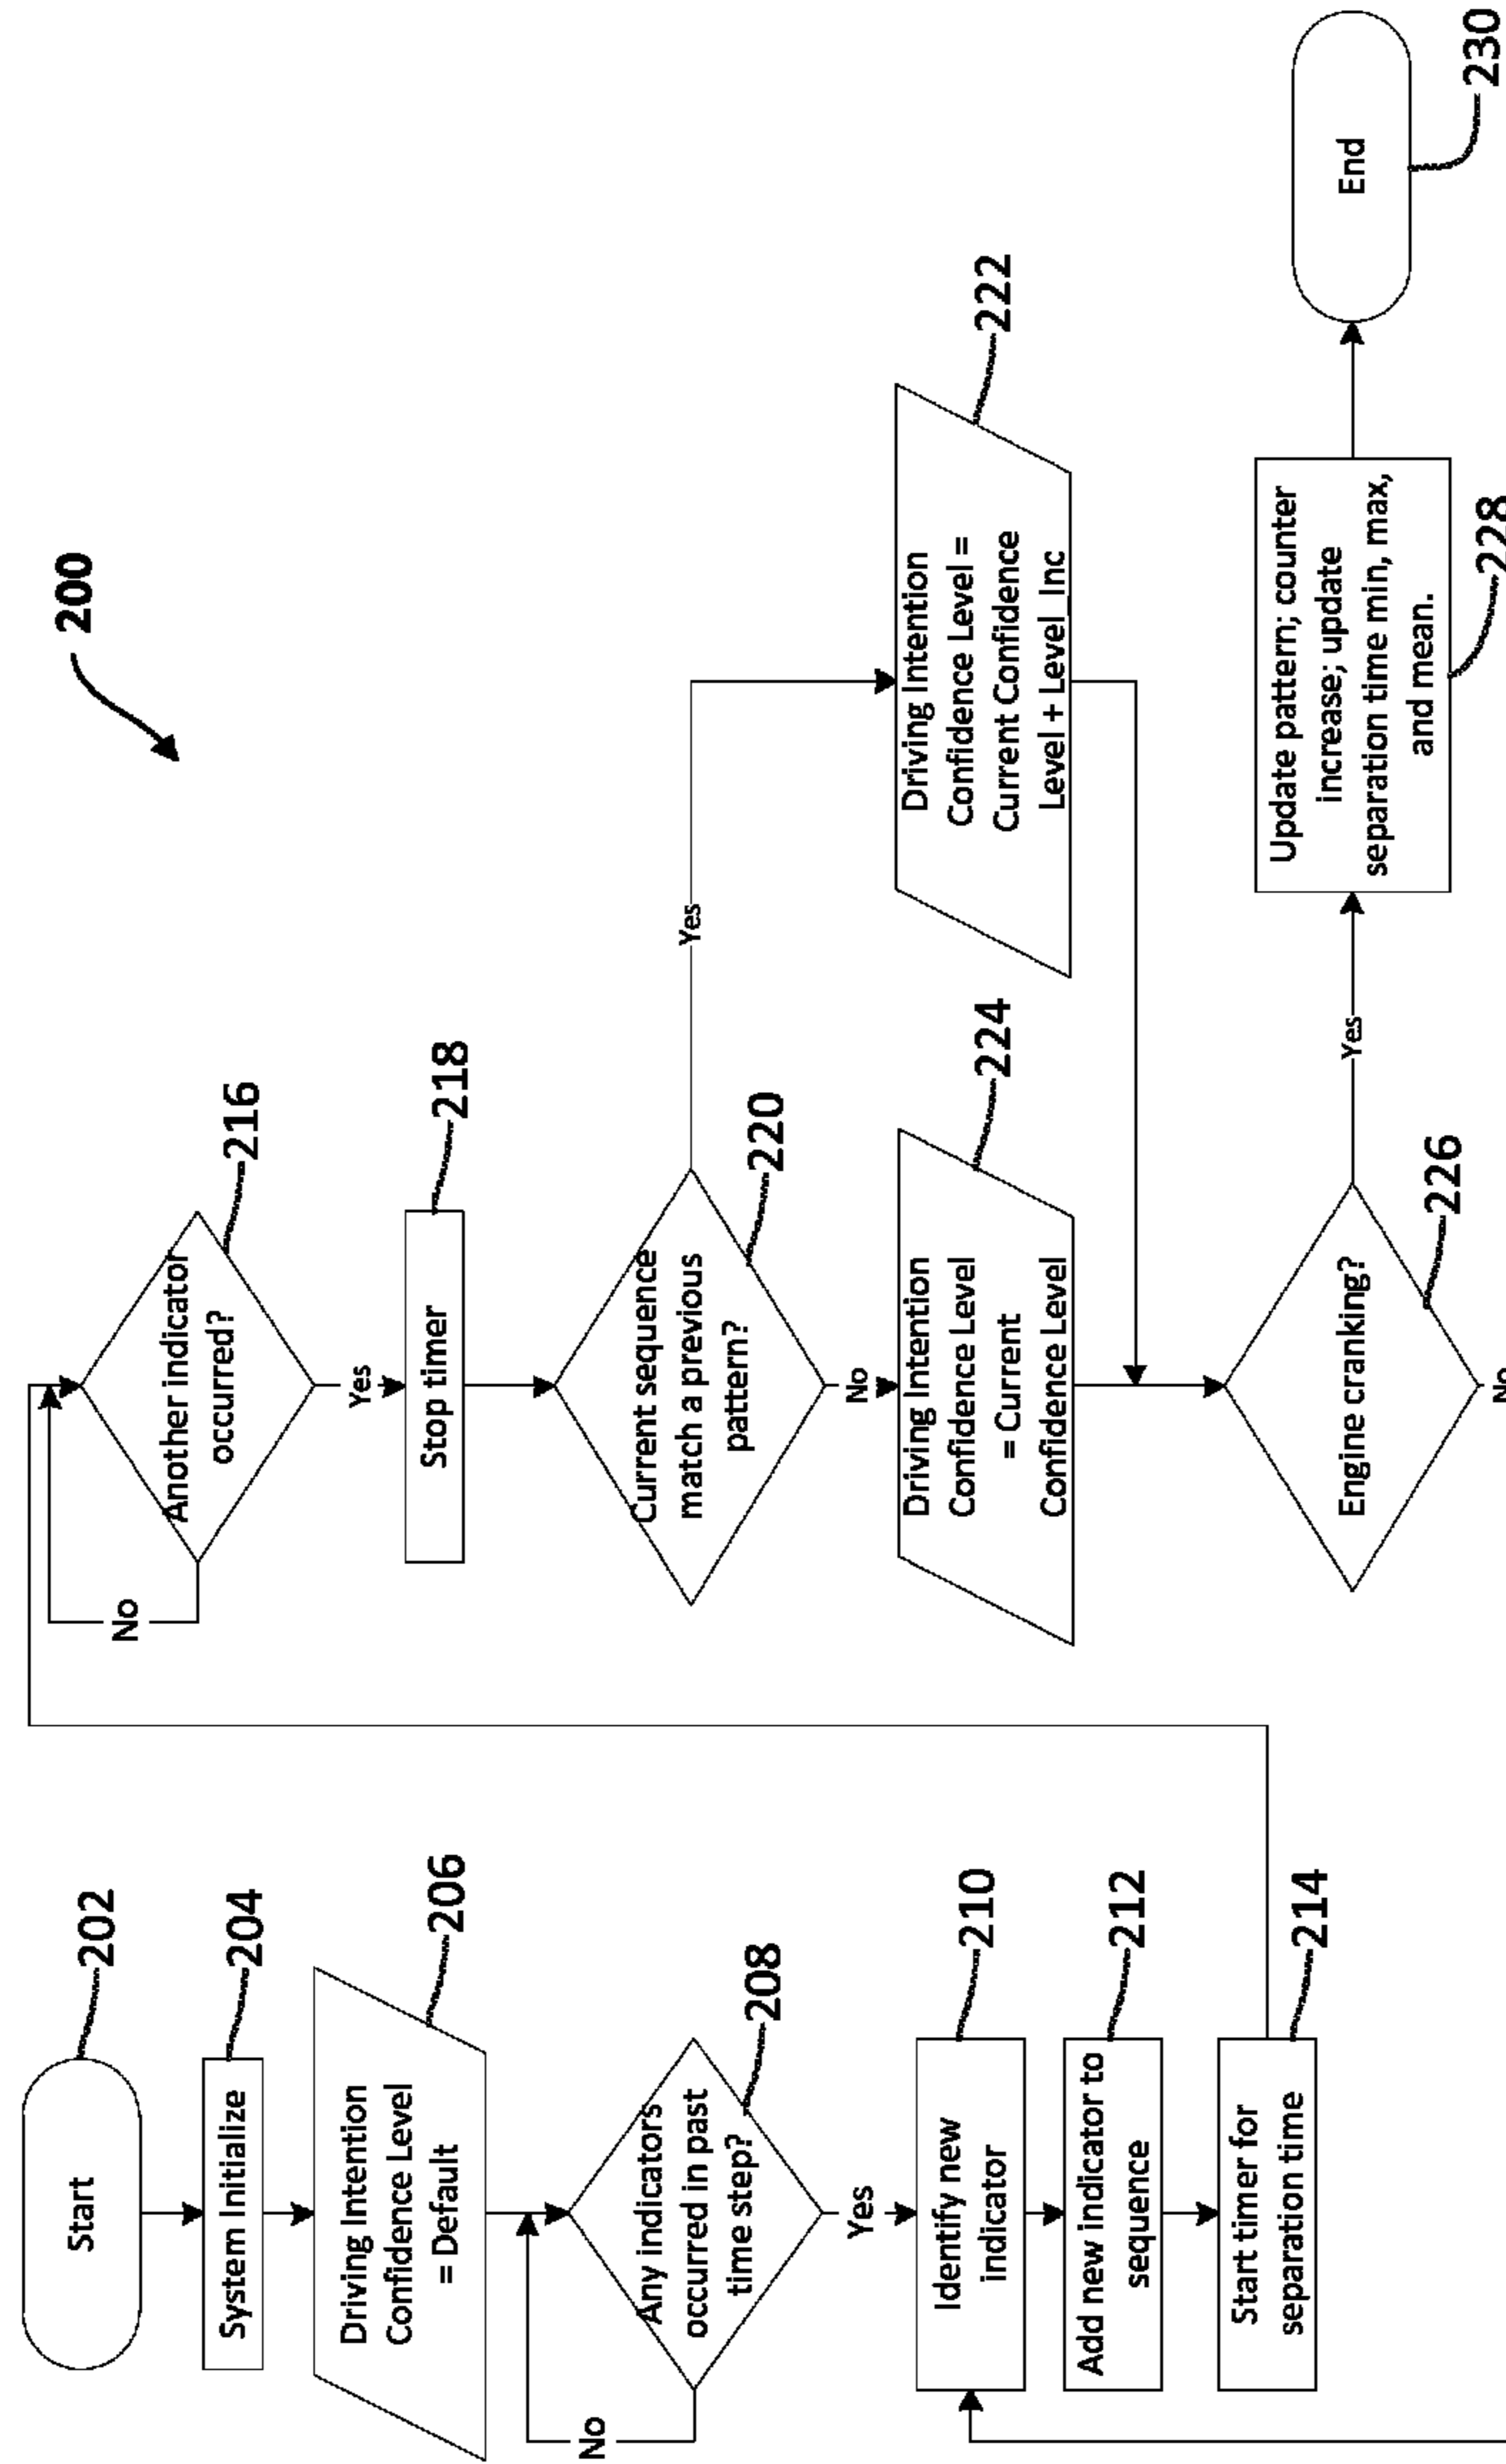 200
Start
202
System Initialize
204
Driving Intention
Confidence Level
= Default
206
Any indicators
occurred in past
time step?
208
No
Yes
Identify new
indicator
210
Add new indicator to
sequence
212
Start timer for
separation time
214
Another indicator
occurred?
216
No
Yes
Stop timer
218
Current sequence
match a previous
pattern?
220
Yes
No
Driving Intention
Confidence Level =
Current Confidence
Level + Level_Inc
222
Driving Intention
Confidence Level
= Current
Confidence Level
224
Engine cranking?
226
Yes
No
Update pattern; counter
increase; update
separation time min, max,
and mean.
228
End
230